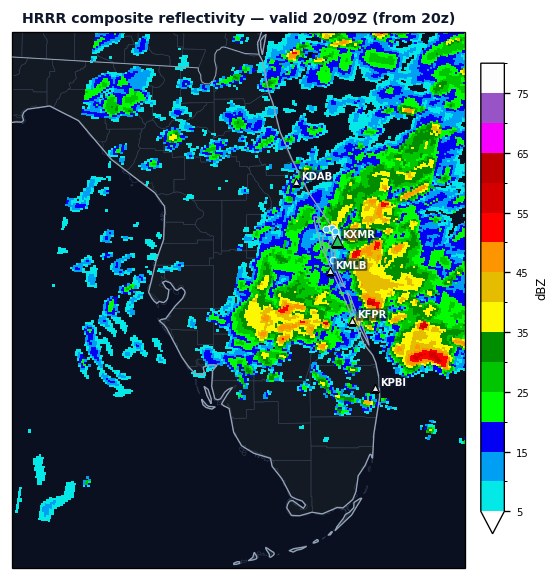 HRRR composite reflectivity — valid 20/09Z (from 20z)
KDAB
KXMR
KMLB
KFPR
KPBI
75
65
55
45
35
25
15
5
dBZ